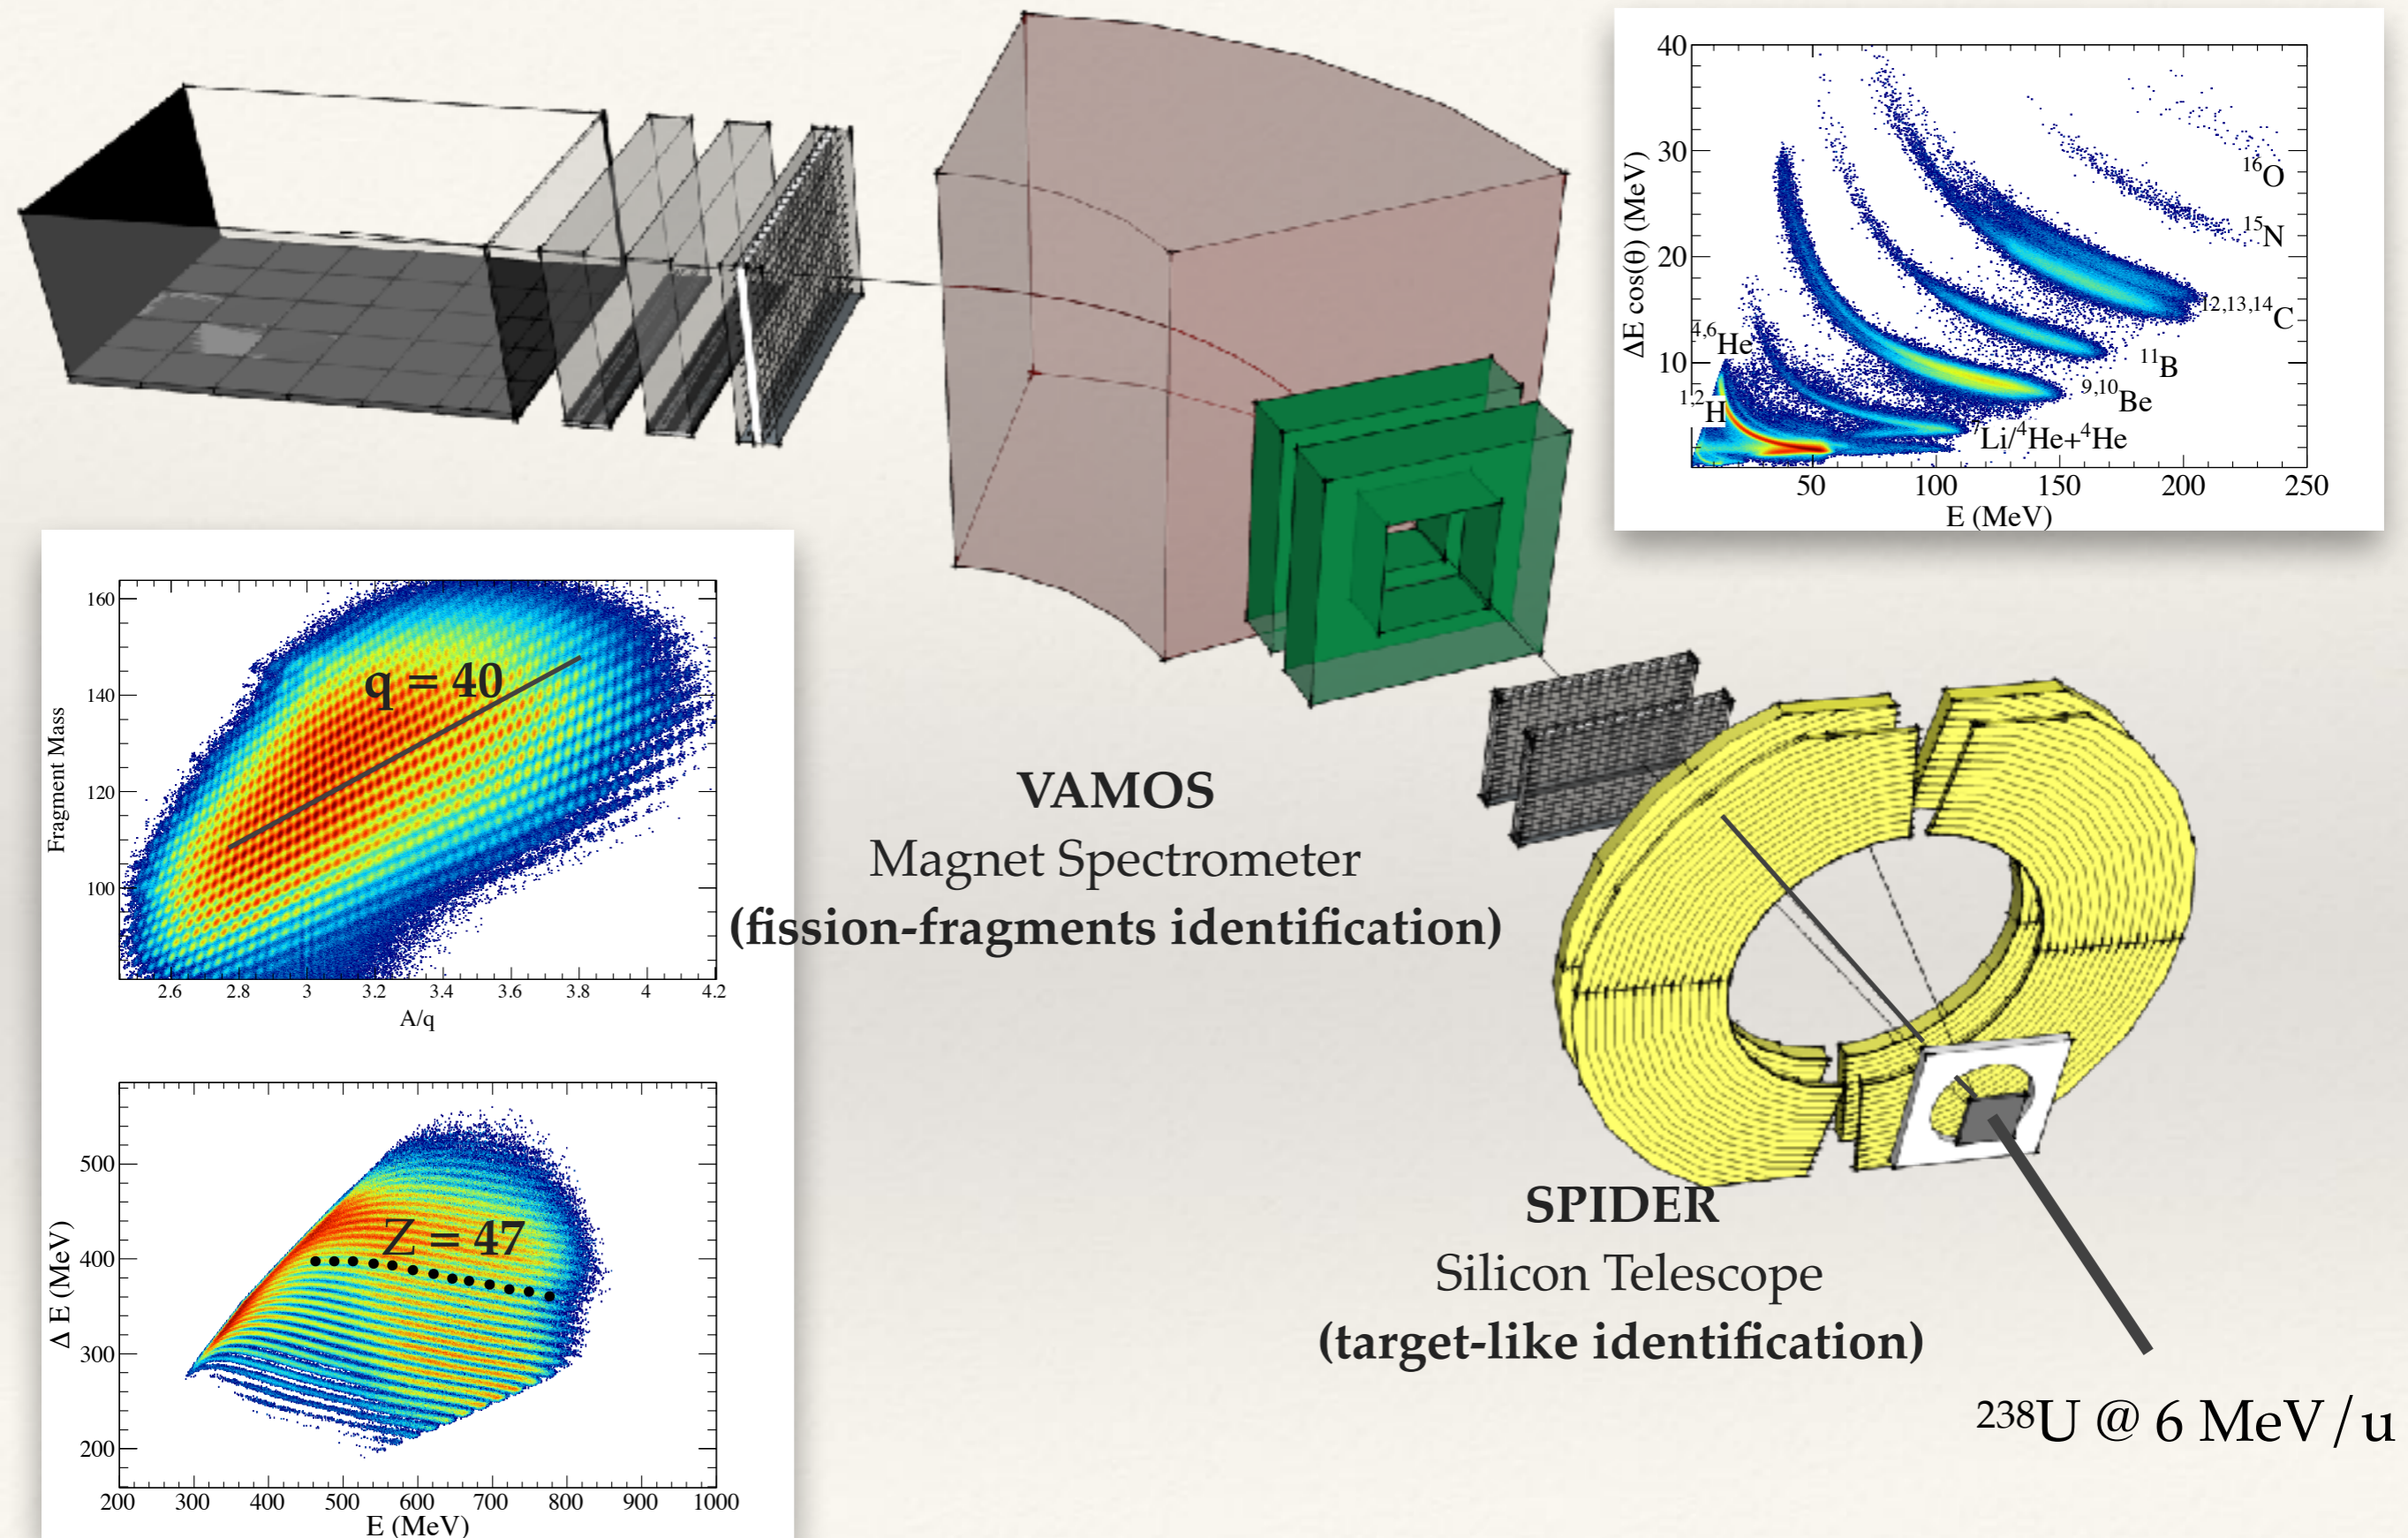 40
30
20
10
ΔE cos(θ) (MeV)
¹⁶O
¹⁵N
¹²,¹³,¹⁴C
¹¹B
⁹,¹⁰Be
⁷Li/⁴He+⁴He
⁴,⁶He
¹,²H
50 100 150 200 250
E (MeV)
160
140
120
100
Fragment Mass
q = 40
2.6 2.8 3 3.2 3.4 3.6 3.8 4 4.2
A/q
VAMOS
Magnet Spectrometer
(fission-fragments identification)
500
400
300
200
Δ E (MeV)
Z = 47
200 300 400 500 600 700 800 900 1000
E (MeV)
SPIDER
Silicon Telescope
(target-like identification)
²³⁸U @ 6 MeV/u